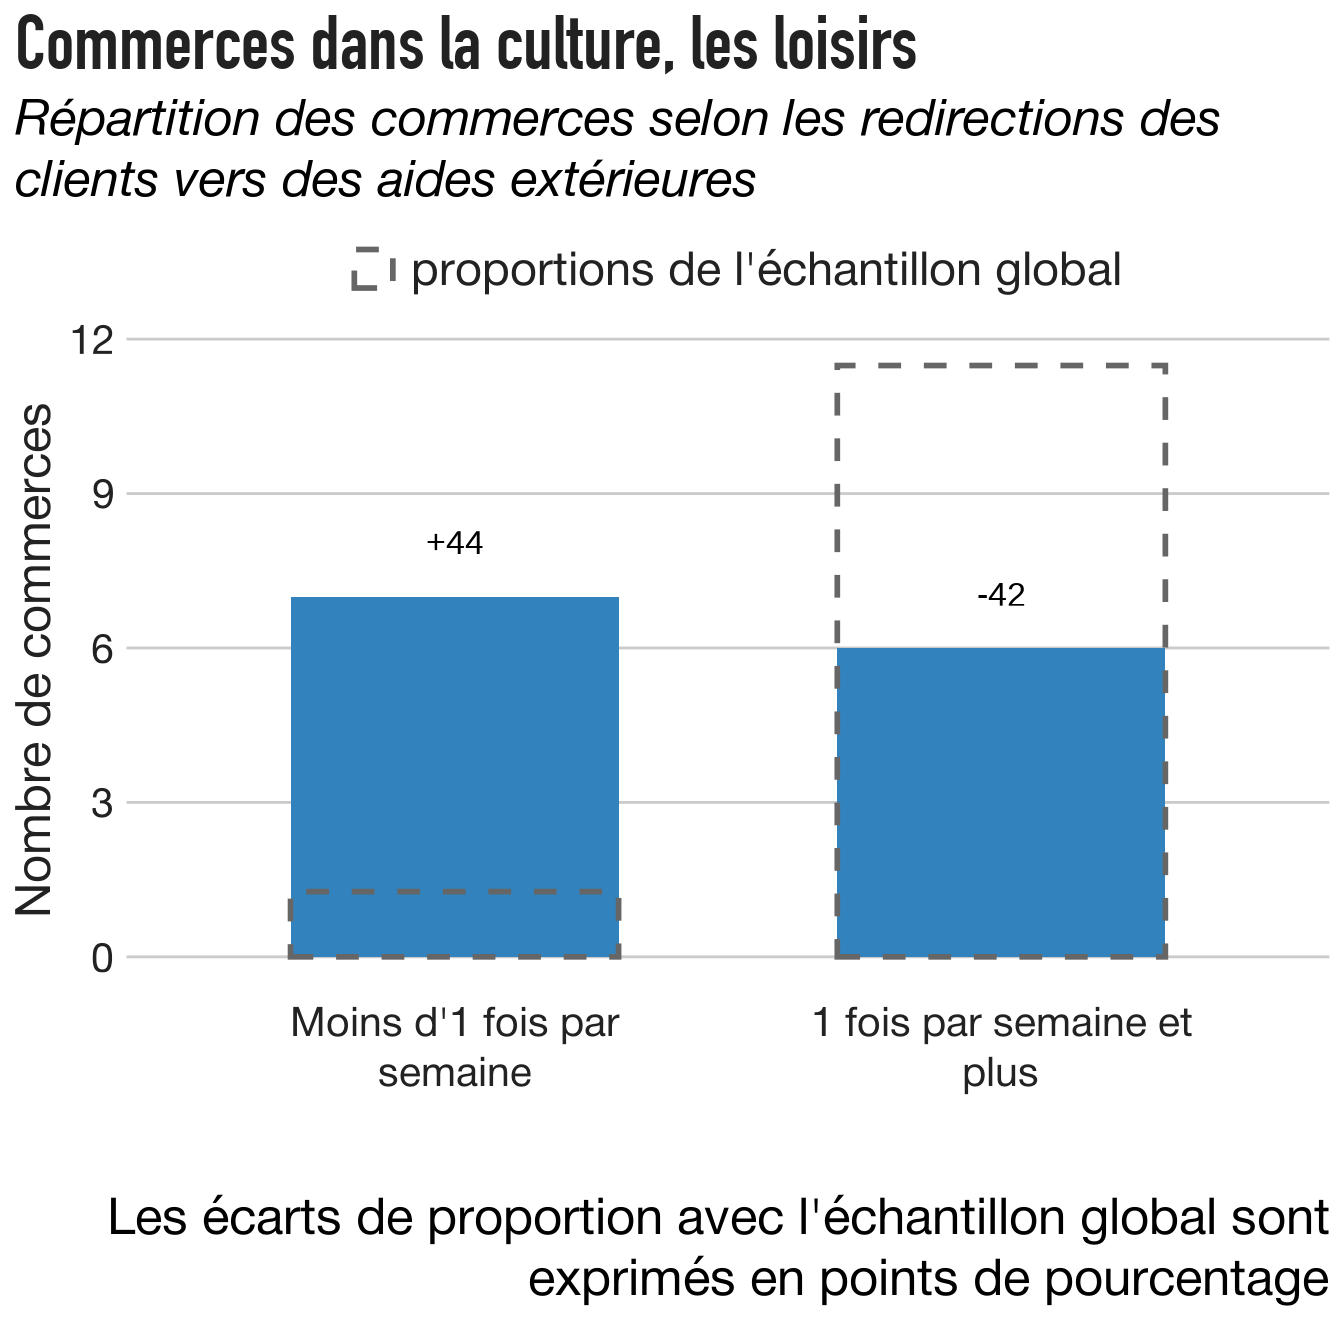 Commerces dans la culture, les loisirs
Répartition des commerces selon les redirections des
clients vers des aides extérieures
proportions de l'échantillon global
Nombre de commerces
12
9
6
3
0
+44
-42
Moins d'1 fois par
semaine
1 fois par semaine et
plus
Les écarts de proportion avec l'échantillon global sont
exprimés en points de pourcentage